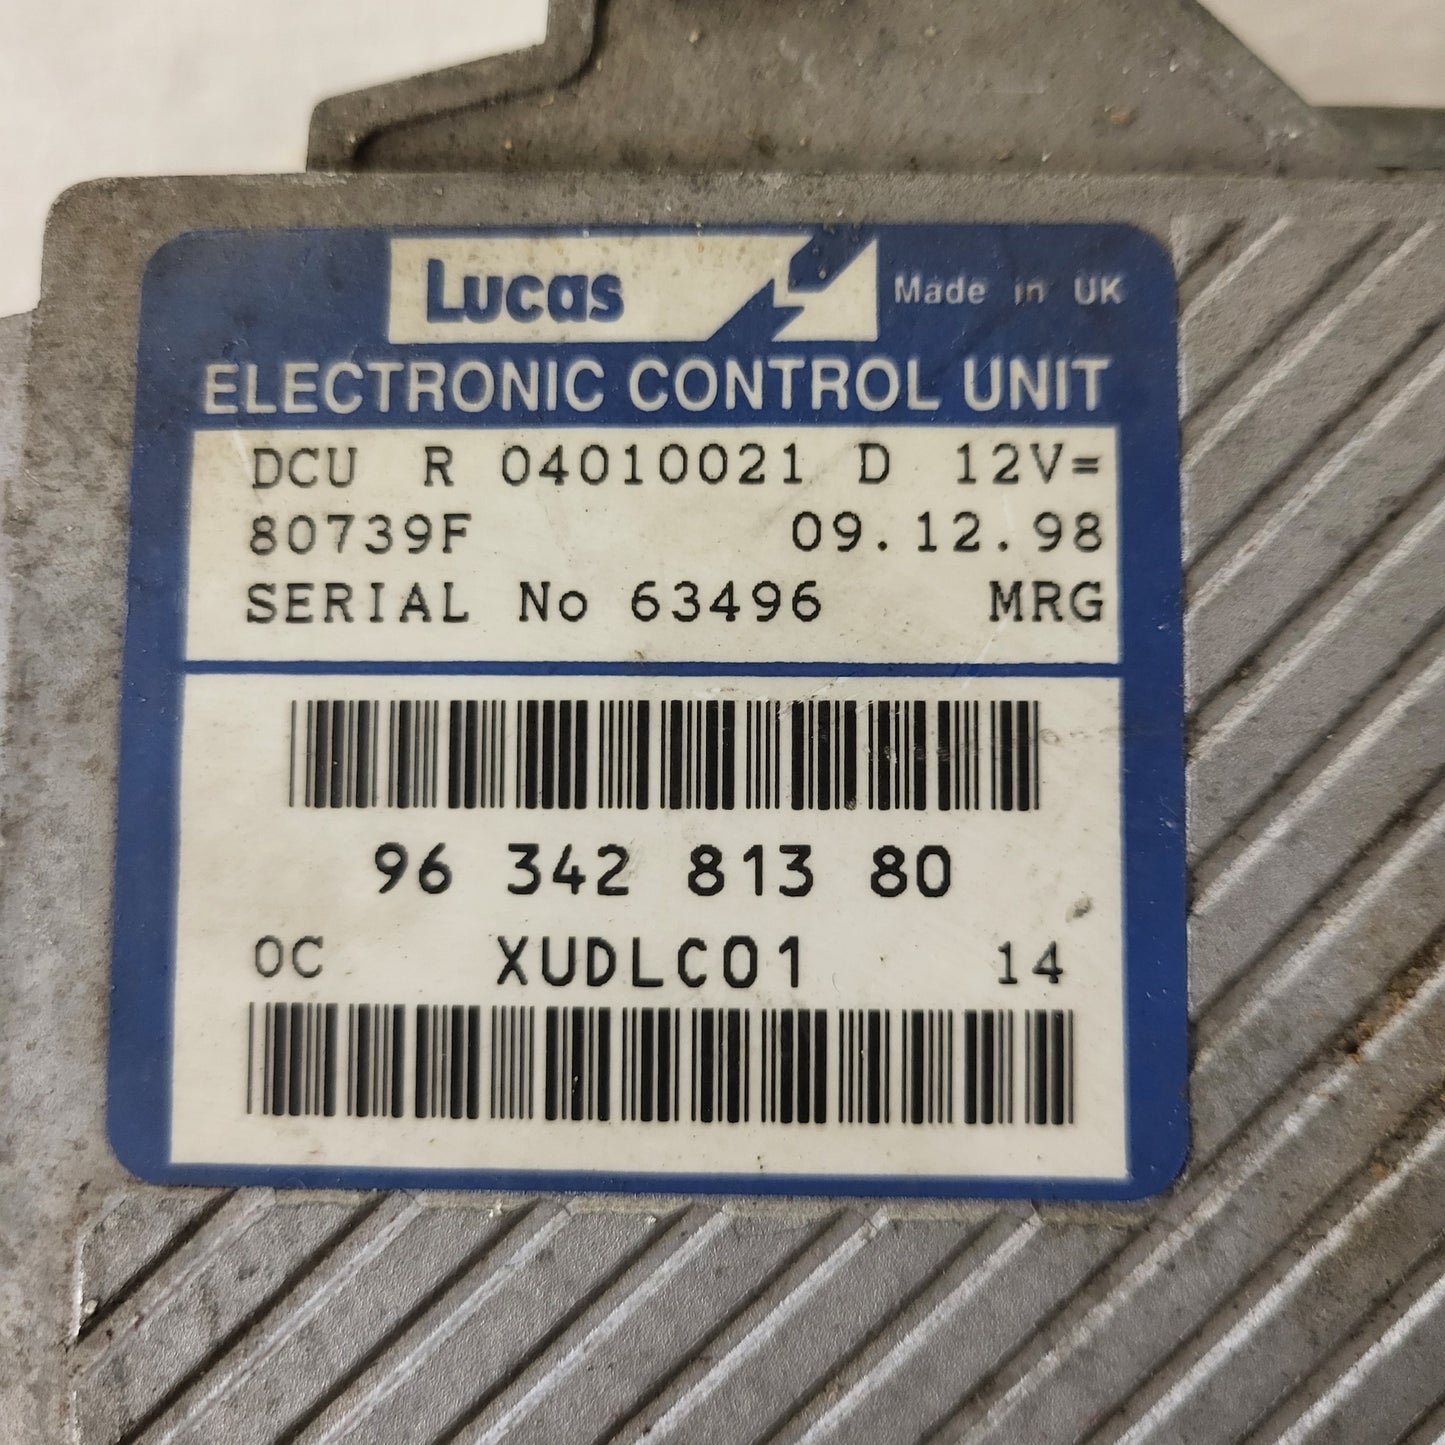 Lucas Made in UK
ELECTRONIC CONTROL UNIT
DCU R 04010021 D 12V=
80739F 09.12.98
SERIAL No 63496 MRG
96 342 813 80
0C XUDLC01 14